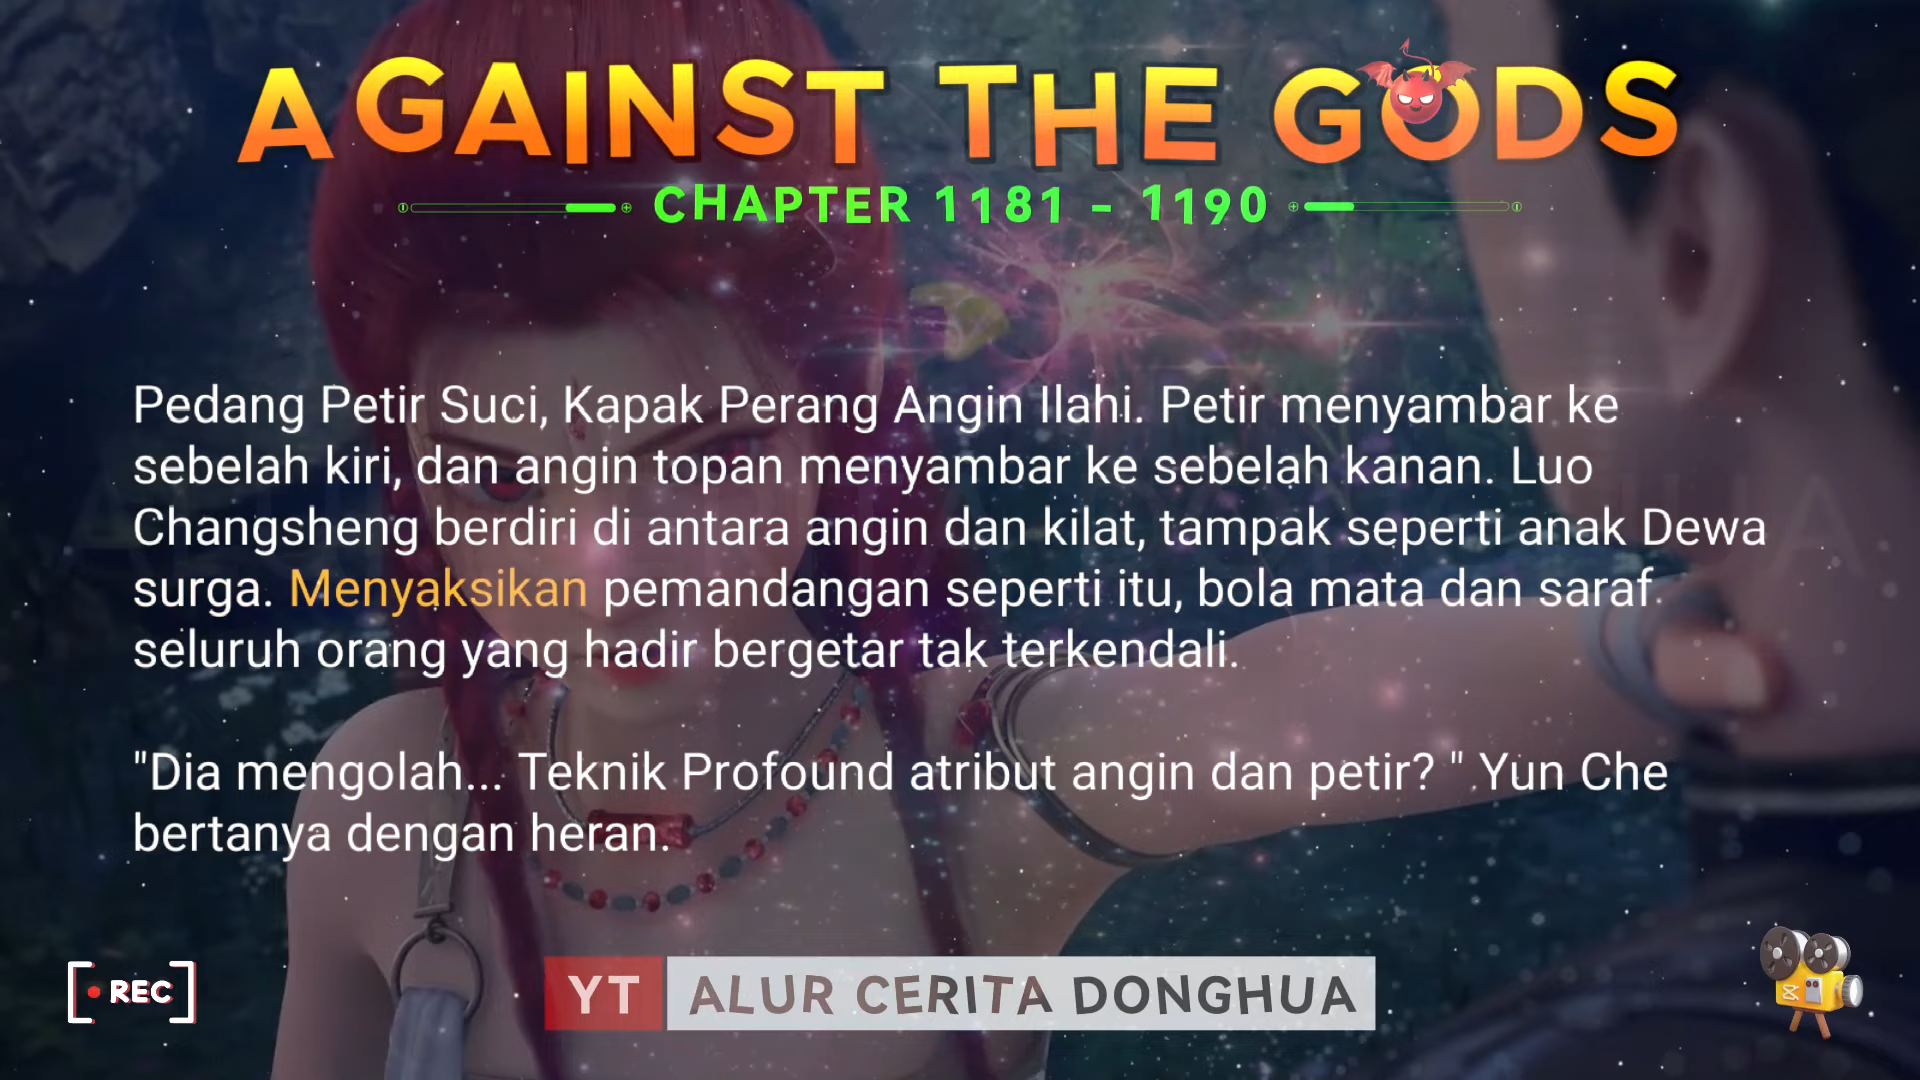 AGAINST THE GODS
CHAPTER 1181 - 1190
Pedang Petir Suci, Kapak Perang Angin Ilahi. Petir menyambar ke
sebelah kiri, dan angin topan menyambar ke sebelah kanan. Luo
Changsheng berdiri di antara angin dan kilat, tampak seperti anak Dewa
surga. Menyaksikan pemandangan seperti itu, bola mata dan saraf
seluruh orang yang hadir bergetar tak terkendali.
"Dia mengolah... Teknik Profound atribut angin dan petir? " Yun Che
bertanya dengan heran.
REC
YT ALUR CERITA DONGHUA